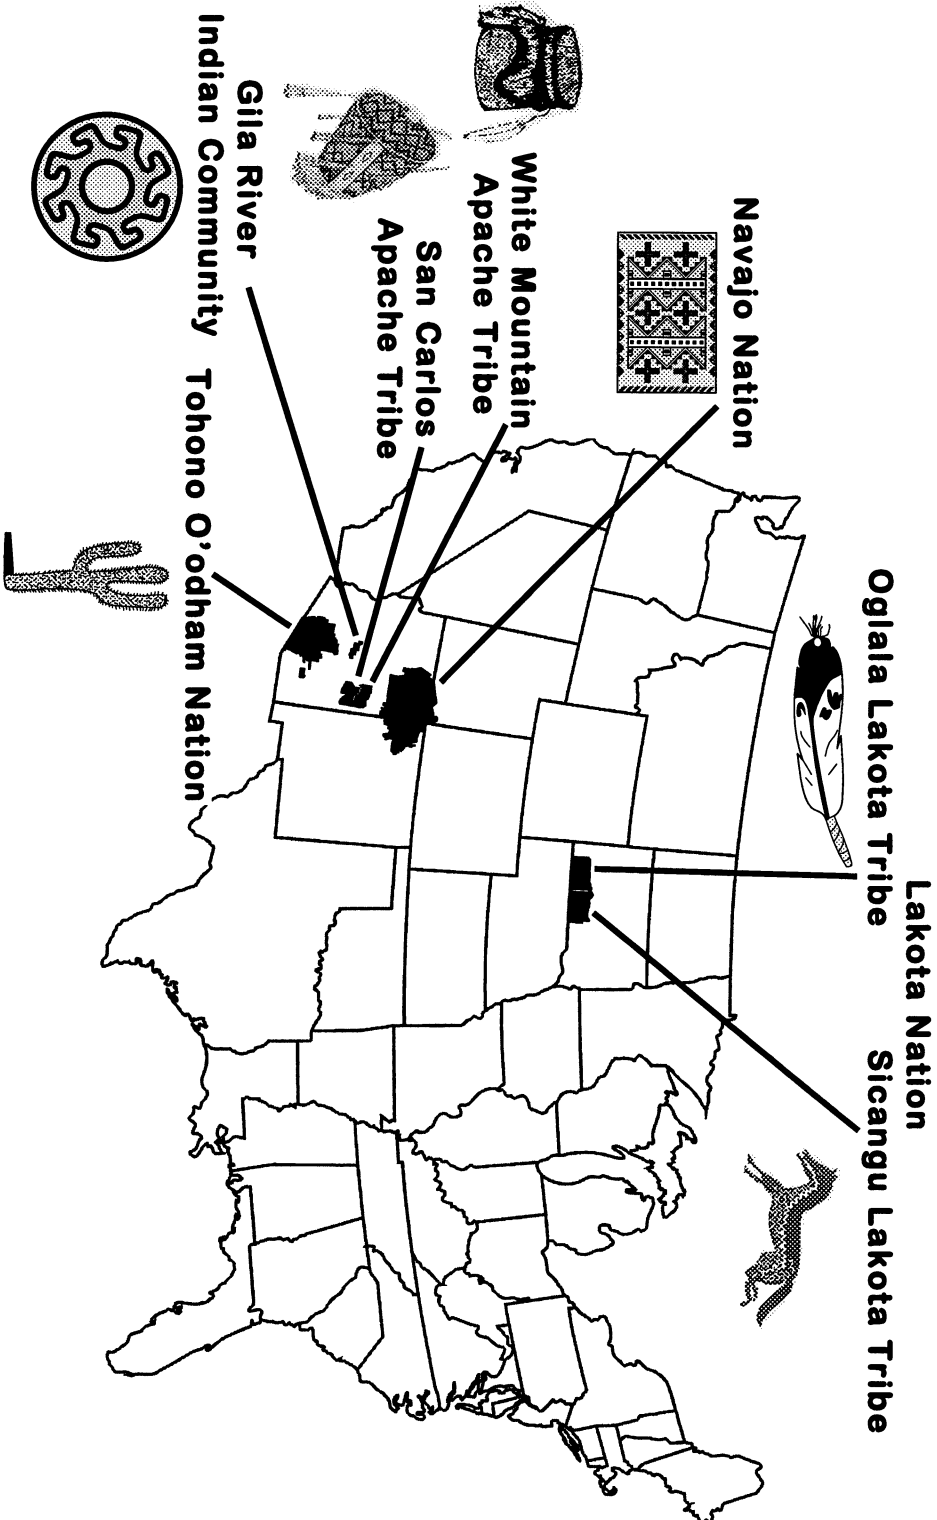 Lakota Nation
Oglala Lakota Tribe
Sicangu Lakota Tribe
Navajo Nation
White Mountain
Apache Tribe
San Carlos
Apache Tribe
Gila River
Indian Community
Tohono O'odham Nation